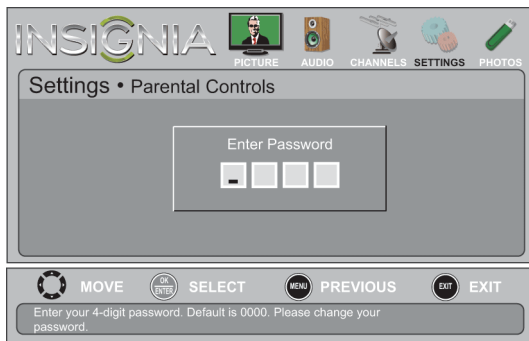 INSIGNIA
PICTURE AUDIO CHANNELS SETTINGS PHOTOS
Settings • Parental Controls
Enter Password
MOVE OK ENTER SELECT MENU PREVIOUS EXIT EXIT
Enter your 4-digit password. Default is 0000. Please change your
password.